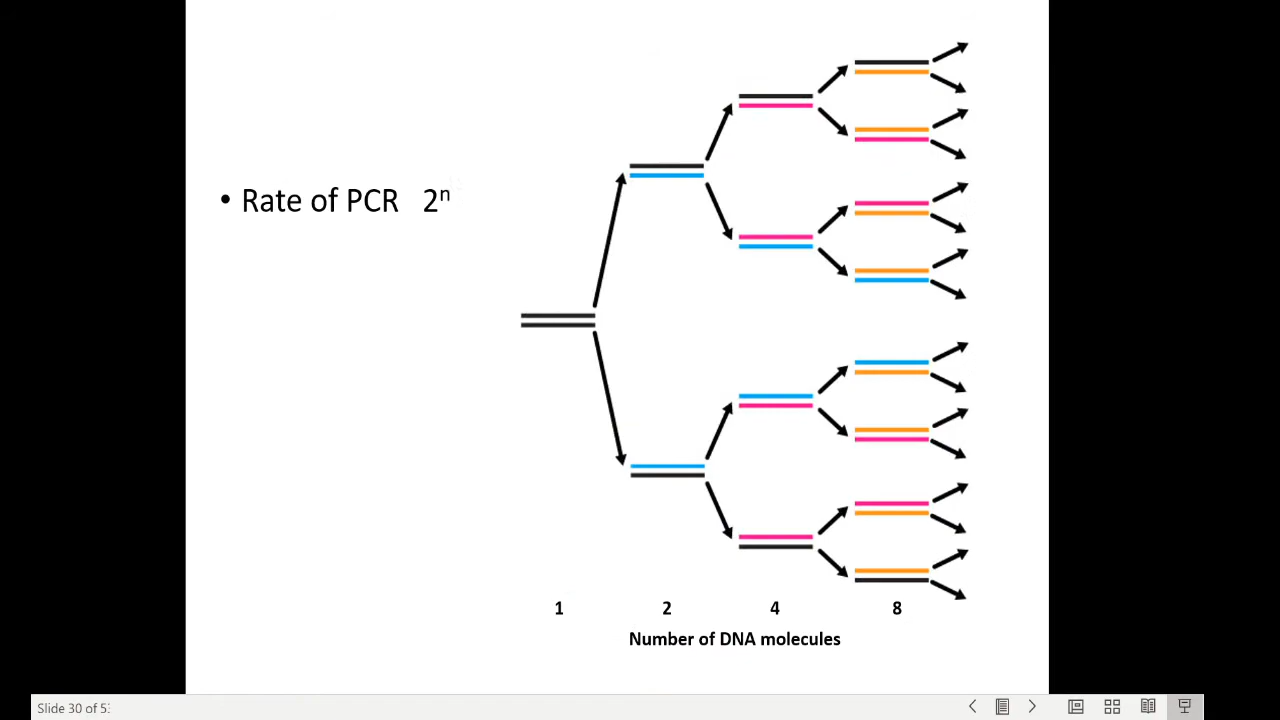 • Rate of PCR 2ⁿ
1 2 4 8
Number of DNA molecules
Slide 30 of 5